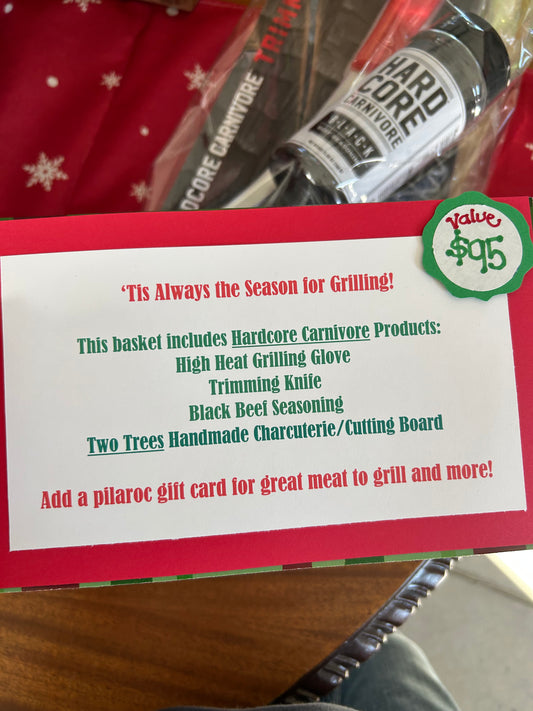 TRIMM
HARDCORE CARNIVORE
HARD
CORE
CARNIVORE
B•L•A•C•K
Value
$95
‘Tis Always the Season for Grilling!
This basket includes Hardcore Carnivore Products:
High Heat Grilling Glove
Trimming Knife
Black Beef Seasoning
Two Trees Handmade Charcuterie/Cutting Board
Add a pilaroc gift card for great meat to grill and more!